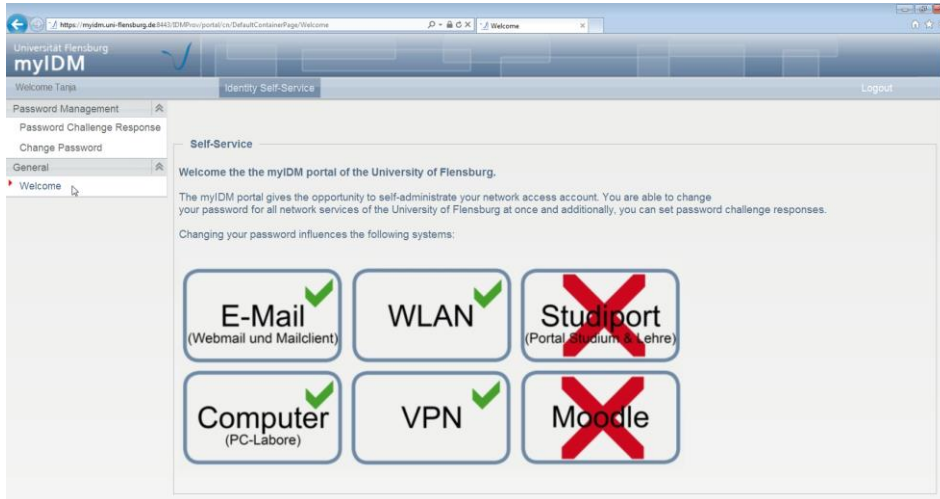 https://myidm.uni-flensburg.de:8443/IDMProv/portal/cn/DefaultContainerPage/Welcome
Welcome
Universität Flensburg
myIDM
Welcome Tanja
Identity Self-Service
Logout
Password Management
Password Challenge Response
Change Password
General
Welcome
Self-Service
Welcome the the myIDM portal of the University of Flensburg.
The myIDM portal gives the opportunity to self-administrate your network access account. You are able to change
your password for all network services of the University of Flensburg at once and additionally, you can set password challenge responses.
Changing your password influences the following systems:
E-Mail
(Webmail und Mailclient)
WLAN
Studiport
(Portal Studium & Lehre)
Computer
(PC-Labore)
VPN
Moodle